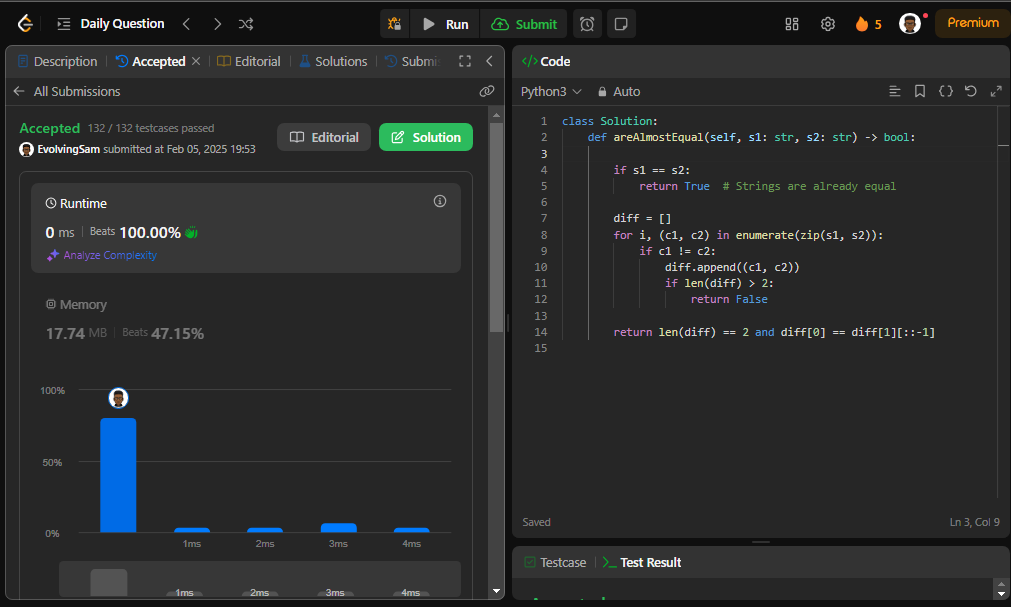 Daily Question
Run
Submit
5
Premium
Description
Accepted
Editorial
Solutions
Submis
All Submissions
Accepted 132 / 132 testcases passed
EvolvingSam submitted at Feb 05, 2025 19:53
Editorial
Solution
Runtime
0 ms Beats 100.00%
Analyze Complexity
Memory
17.74 MB Beats 47.15%
100%
50%
0%
1ms 2ms 3ms 4ms
1ms 2ms 3ms 4ms
</> Code
Python3 Auto
1 class Solution:
2     def areAlmostEqual(self, s1: str, s2: str) -> bool:
3
4         if s1 == s2:
5             return True  # Strings are already equal
6
7         diff = []
8         for i, (c1, c2) in enumerate(zip(s1, s2)):
9             if c1 != c2:
10                 diff.append((c1, c2))
11                 if len(diff) > 2:
12                     return False
13
14         return len(diff) == 2 and diff[0] == diff[1][::-1]
15
Saved
Ln 3, Col 9
Testcase
>_ Test Result